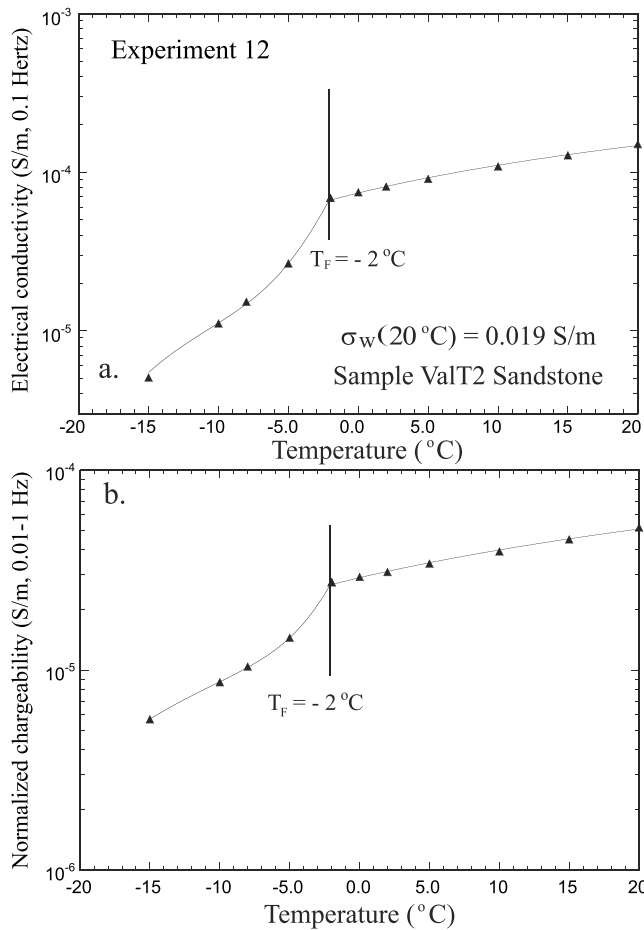 Experiment 12
Electrical conductivity (S/m, 0.1 Hertz)
10⁻³
10⁻⁴
10⁻⁵
T_F = - 2 °C
σ_w(20 °C) = 0.019 S/m
a.
Sample ValT2 Sandstone
-20 -15 -10 -5.0 0.0 5.0 10 15 20
Temperature (°C)
b.
Normalized chargeability (S/m, 0.01-1 Hz)
10⁻⁴
10⁻⁵
10⁻⁶
T_F = - 2 °C
-20 -15 -10 -5.0 0.0 5.0 10 15 20
Temperature (°C)